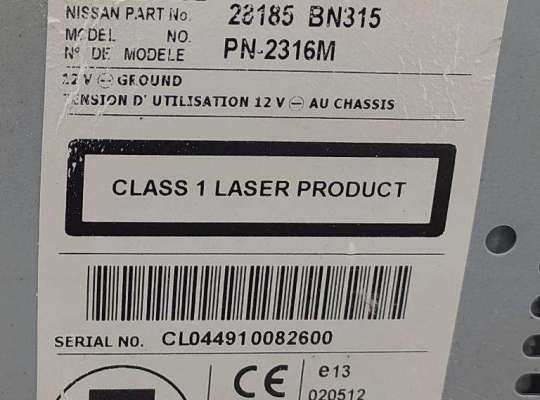 NISSAN PART No. 28185 BN315
MODEL NO. PN-2316M
N° DE MODELE
12 V ⊖ GROUND
TENSION D' UTILISATION 12 V ⊖ AU CHASSIS
CLASS 1 LASER PRODUCT
SERIAL NO. CL044910082600
CE
e13
020512